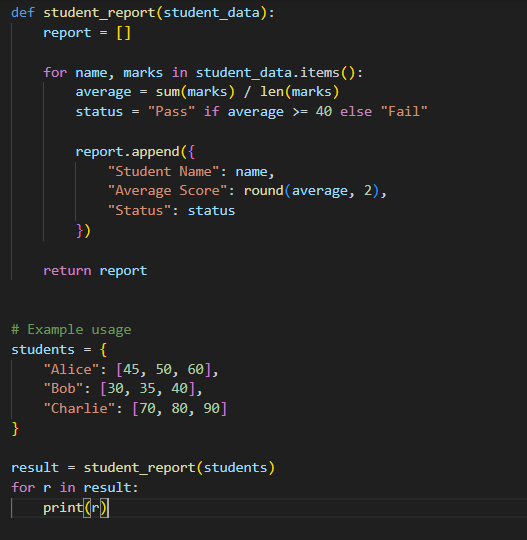 def student_report(student_data):
    report = []

    for name, marks in student_data.items():
        average = sum(marks) / len(marks)
        status = "Pass" if average >= 40 else "Fail"

        report.append({
            "Student Name": name,
            "Average Score": round(average, 2),
            "Status": status
        })

    return report


# Example usage
students = {
    "Alice": [45, 50, 60],
    "Bob": [30, 35, 40],
    "Charlie": [70, 80, 90]
}

result = student_report(students)
for r in result:
    print(r)